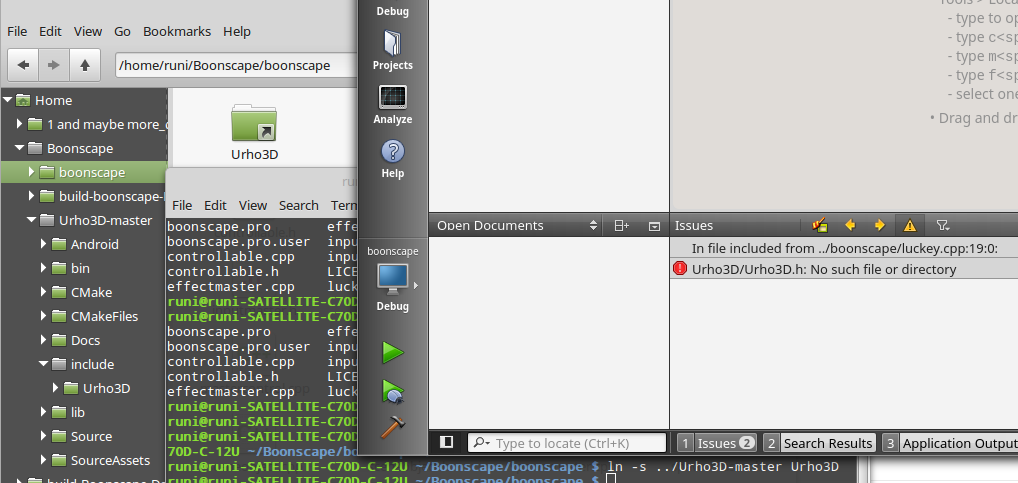 File Edit View Go Bookmarks Help
/home/runi/Boonscape/boonscape
Home
1 and maybe more_
Boonscape
boonscape
build-boonscape-
Urho3D-master
Android
bin
CMake
CMakeFiles
Docs
include
Urho3D
lib
Source
SourceAssets
Urho3D
File Edit View Search Term
boonscape.pro effe
boonscape.pro.user inpu
controllable.cpp inpu
controllable.h LICE
effectmaster.cpp luck
runi@runi-SATELLITE-C70D
runi@runi-SATELLITE-C70D
boonscape.pro effe
boonscape.pro.user inpu
controllable.cpp inpu
controllable.h LICE
effectmaster.cpp luck
runi@runi-SATELLITE-C70D
runi@runi-SATELLITE-C70D
runi@runi-SATELLITE-C70D
70D-C-12U ~/Boonscape/bo
runi@runi-SATELLITE-C70D-C-12U ~/Boonscape/boonscape $ ln -s ../Urho3D-master Urho3D
runi@runi-SATELLITE-C70D-C-12U ~/Boonscape/boonscape $
Debug
Projects
Analyze
Help
boonscape
Debug
- type to op
- type c<sp
- type m<sp
- type f<sp
- select one
• Drag and dr
Open Documents
Issues
In file included from ../boonscape/luckey.cpp:19:0:
Urho3D/Urho3D.h: No such file or directory
Type to locate (Ctrl+K)
1 Issues 2
2 Search Results
3 Application Output